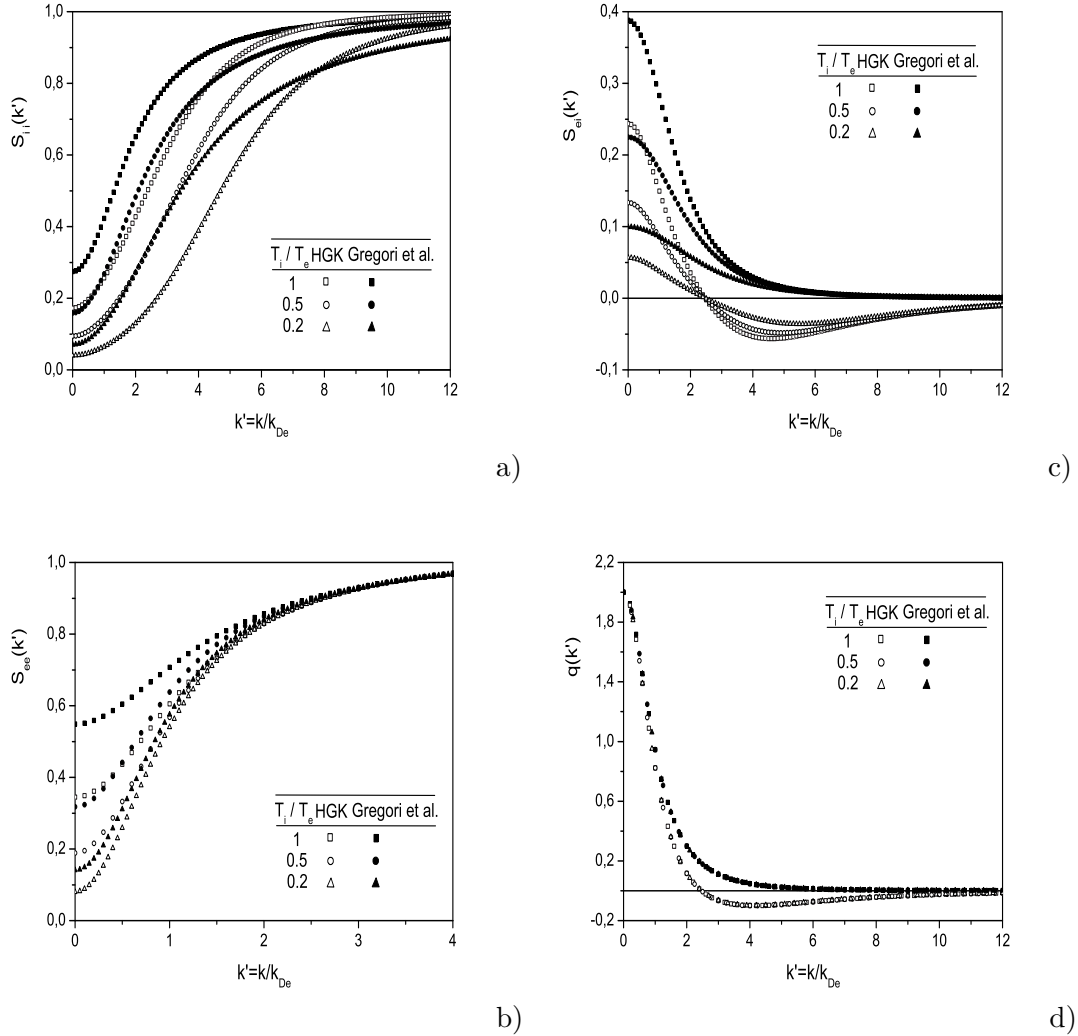 1,0
0,8
0,6
0,4
0,2
0,0
S_ii(k')
T_i / T_e HGK Gregori et al.
1
0.5
0.2
0 2 4 6 8 10 12
k'=k/k_De
a)
0,4
0,3
0,2
0,1
0,0
-0,1
S_ei(k')
T_i / T_e HGK Gregori et al.
1
0.5
0.2
0 2 4 6 8 10 12
k'=k/k_De
c)
1,0
0,8
0,6
0,4
0,2
0,0
S_ee(k')
T_i / T_e HGK Gregori et al.
1
0.5
0.2
0 1 2 3 4
k'=k/k_De
b)
2,2
1,8
1,4
1,0
0,6
0,2
-0,2
q(k')
T_i / T_e HGK Gregori et al.
1
0.5
0.2
0 2 4 6 8 10 12
k'=k/k_De
d)